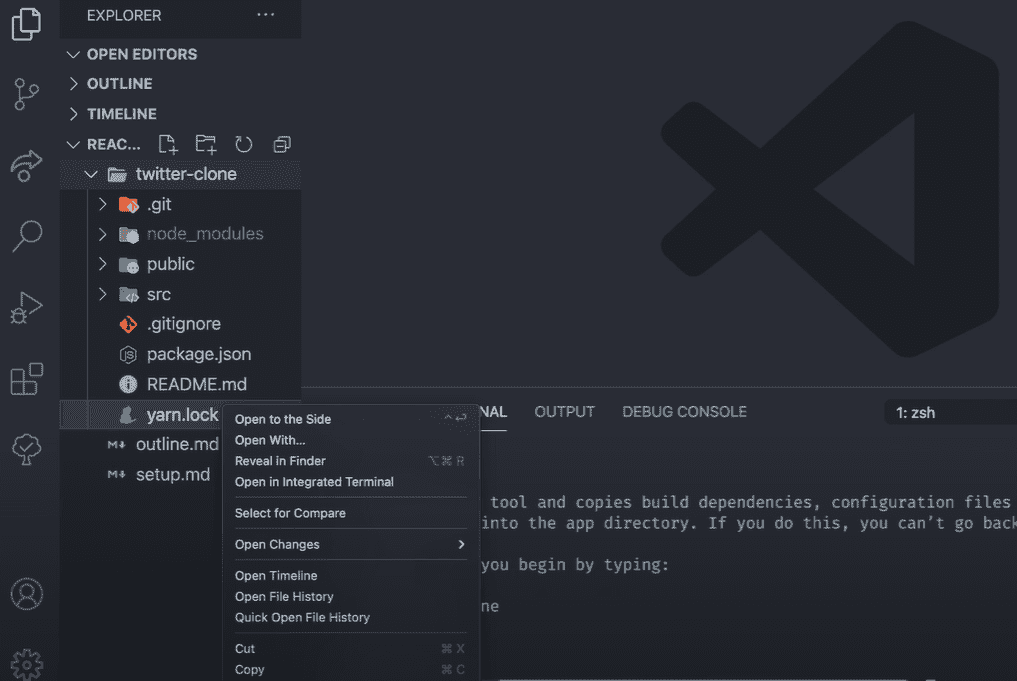 EXPLORER
OPEN EDITORS
OUTLINE
TIMELINE
REAC...
twitter-clone
.git
node_modules
public
src
.gitignore
package.json
README.md
yarn.lock
outline.md
setup.md
Open to the Side
Open With...
Reveal in Finder ⌥⌘ R
Open in Integrated Terminal
Select for Compare
Open Changes
Open Timeline
Open File History
Quick Open File History
Cut ⌘ X
Copy ⌘ C
NAL OUTPUT DEBUG CONSOLE 1: zsh
tool and copies build dependencies, configuration files
into the app directory. If you do this, you can’t go back
you begin by typing:
ne